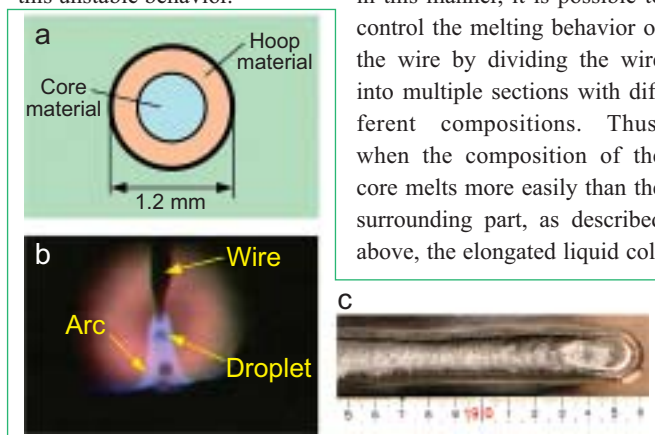 this unstable behavior.
a
Hoop
material
Core
material
1.2 mm
b
Wire
Arc
Droplet
in this manner, it is possible to
control the melting behavior of
the wire by dividing the wire
into multiple sections with dif
ferent compositions. Thus
when the composition of the
core melts more easily than the
surrounding part, as described
above, the elongated liquid col
c
5 6 7 8 9 19 0 1 2 3 4 5 6